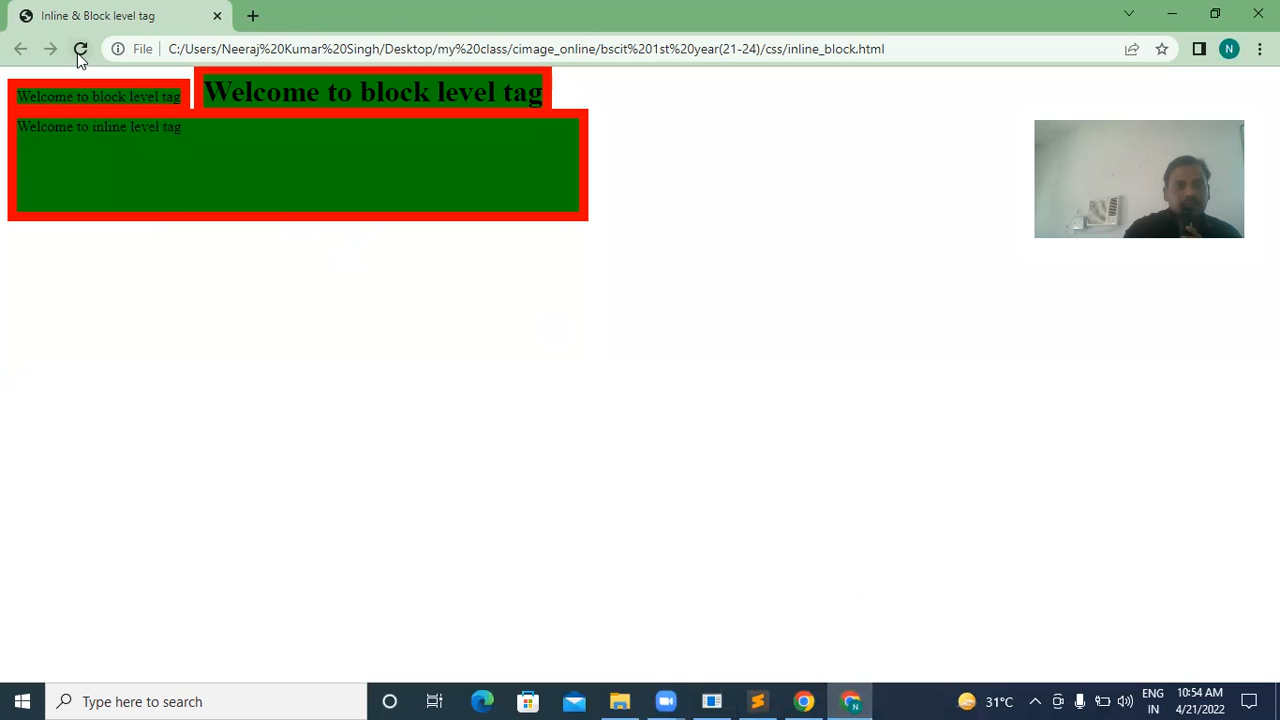 Inline & Block level tag
File C:/Users/Neeraj%20Kumar%20Singh/Desktop/my%20class/cimage_online/bscit%201st%20year(21-24)/css/inline_block.html
N
Welcome to block level tag
Welcome to block level tag
Welcome to inline level tag
Type here to search
N
31°C
ENG
IN
10:54 AM
4/21/2022